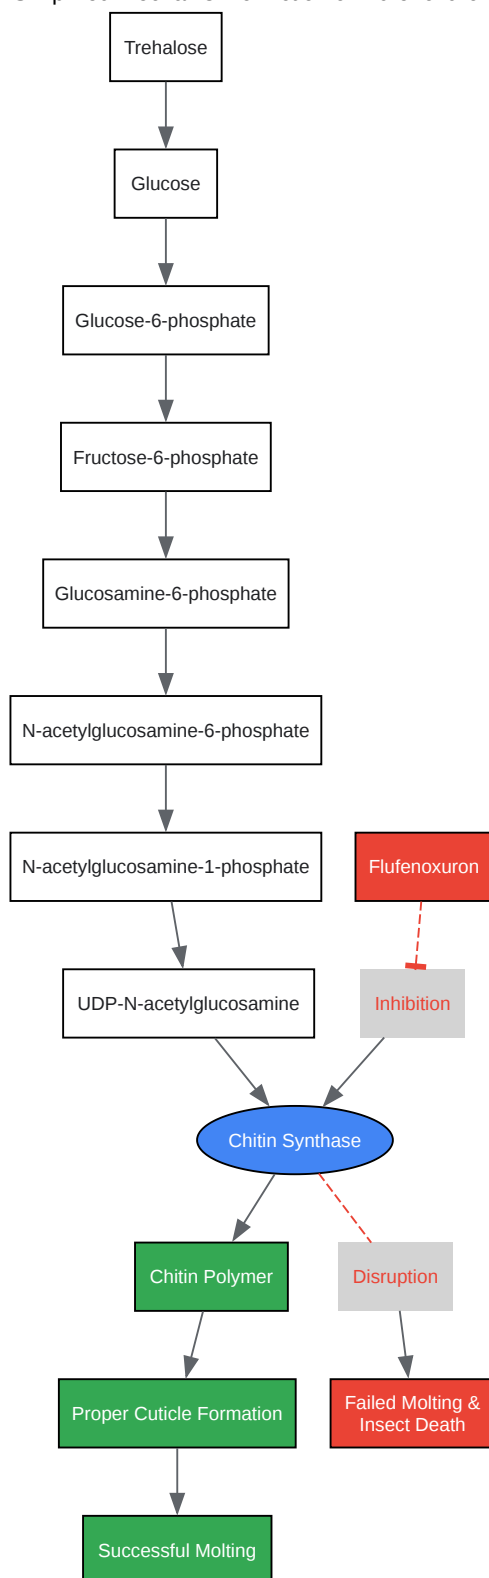 Trehalose
Glucose
Glucose-6-phosphate
Fructose-6-phosphate
Glucosamine-6-phosphate
N-acetylglucosamine-6-phosphate
N-acetylglucosamine-1-phosphate
Flufenoxuron
UDP-N-acetylglucosamine
Inhibition
Chitin Synthase
Chitin Polymer
Disruption
Proper Cuticle Formation
Failed Molting &
Insect Death
Successful Molting